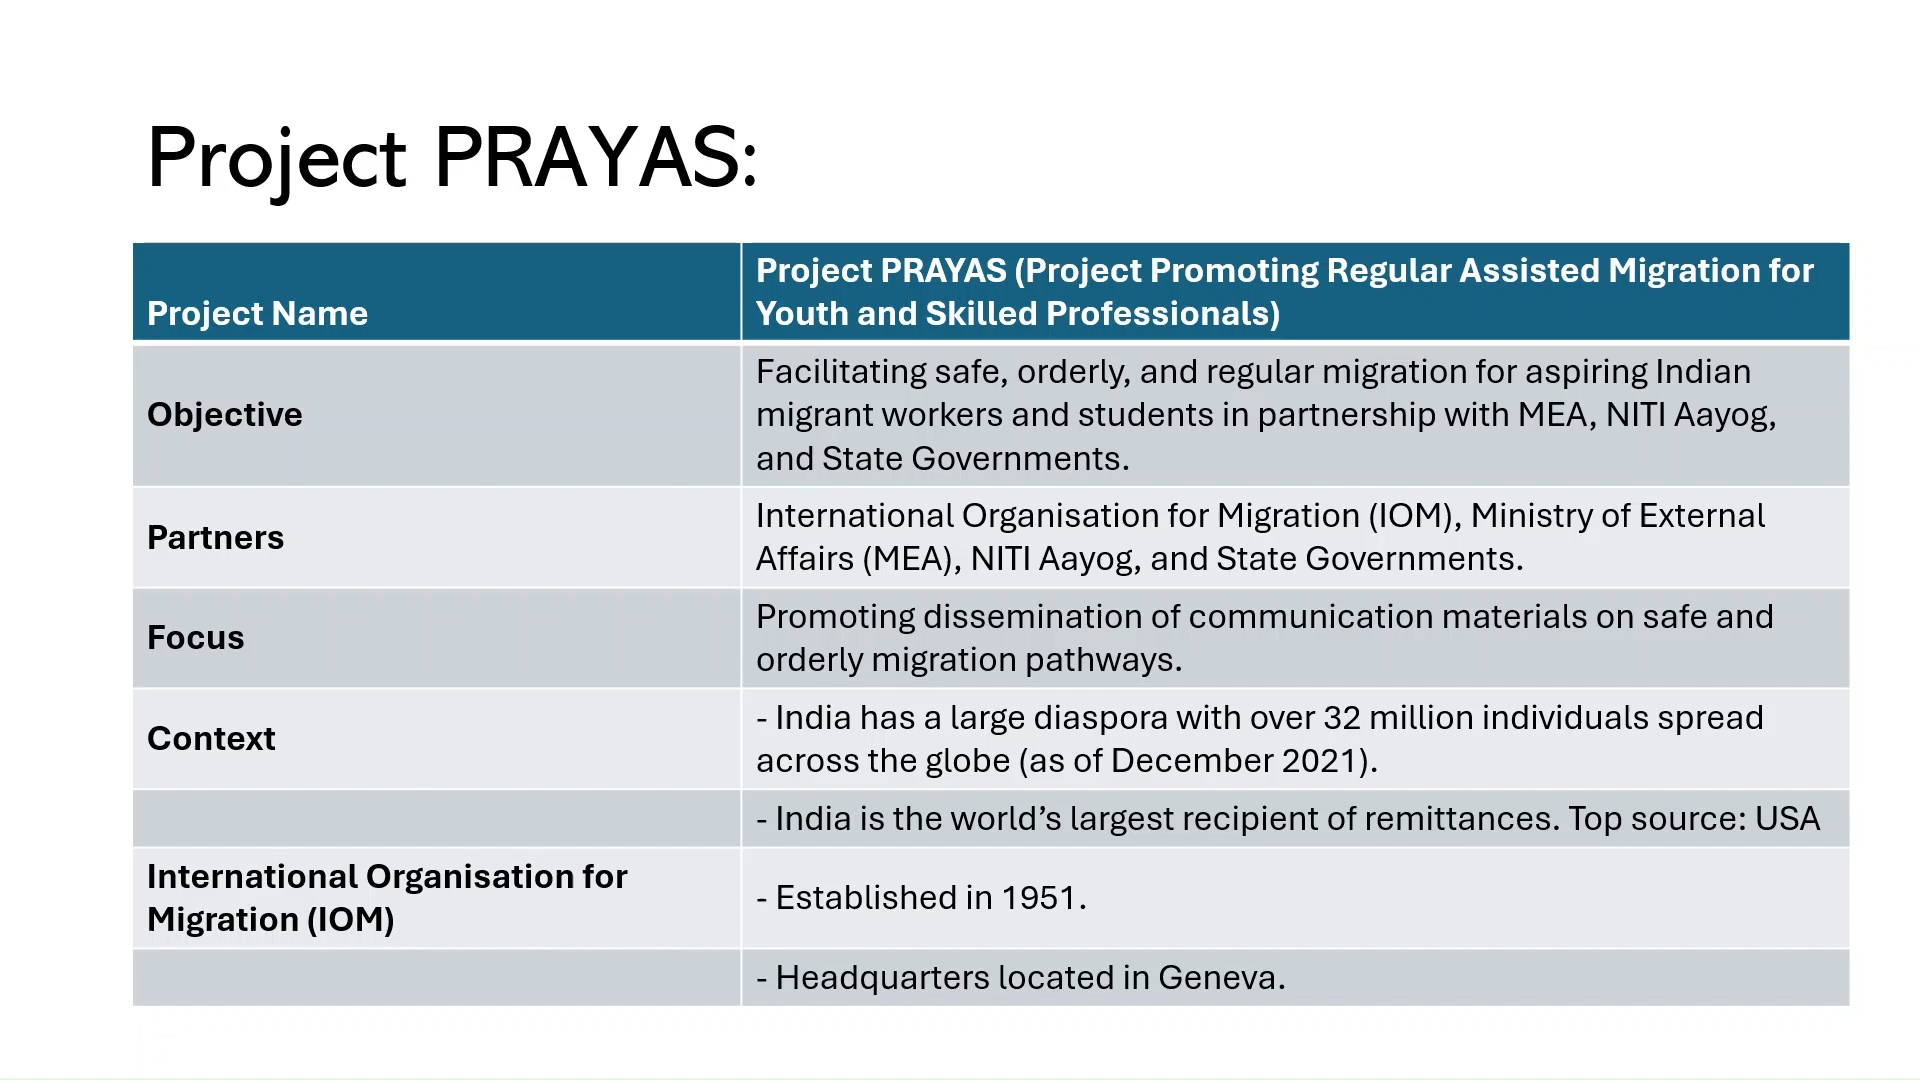 Project PRAYAS:
Project Name
Project PRAYAS (Project Promoting Regular Assisted Migration for
Youth and Skilled Professionals)
Objective
Facilitating safe, orderly, and regular migration for aspiring Indian
migrant workers and students in partnership with MEA, NITI Aayog,
and State Governments.
Partners
International Organisation for Migration (IOM), Ministry of External
Affairs (MEA), NITI Aayog, and State Governments.
Focus
Promoting dissemination of communication materials on safe and
orderly migration pathways.
Context
- India has a large diaspora with over 32 million individuals spread
across the globe (as of December 2021).
- India is the world’s largest recipient of remittances. Top source: USA
International Organisation for
Migration (IOM)
- Established in 1951.
- Headquarters located in Geneva.